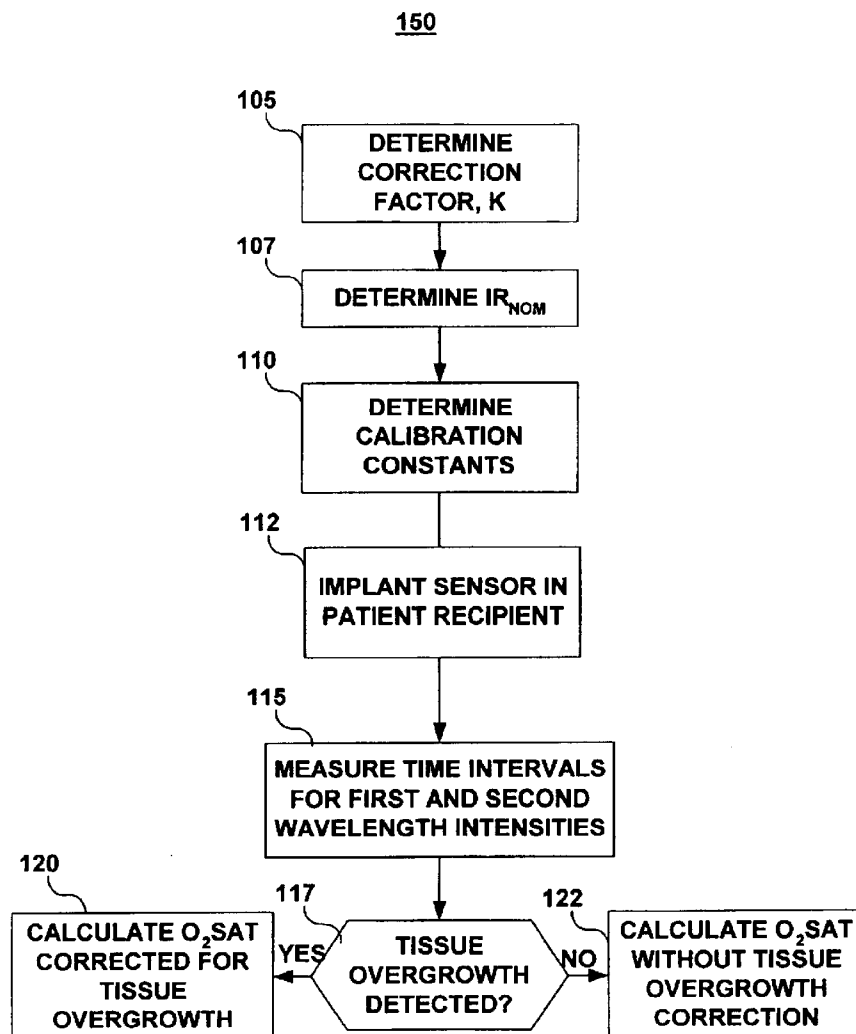 150
105
DETERMINE
CORRECTION
FACTOR, K
107
DETERMINE IR_NOM
110
DETERMINE
CALIBRATION
CONSTANTS
112
IMPLANT SENSOR IN
PATIENT RECIPIENT
115
MEASURE TIME INTERVALS
FOR FIRST AND SECOND
WAVELENGTH INTENSITIES
120
CALCULATE O₂SAT
CORRECTED FOR
TISSUE
OVERGROWTH
YES
117
TISSUE
OVERGROWTH
DETECTED?
NO
122
CALCULATE O₂SAT
WITHOUT TISSUE
OVERGROWTH
CORRECTION